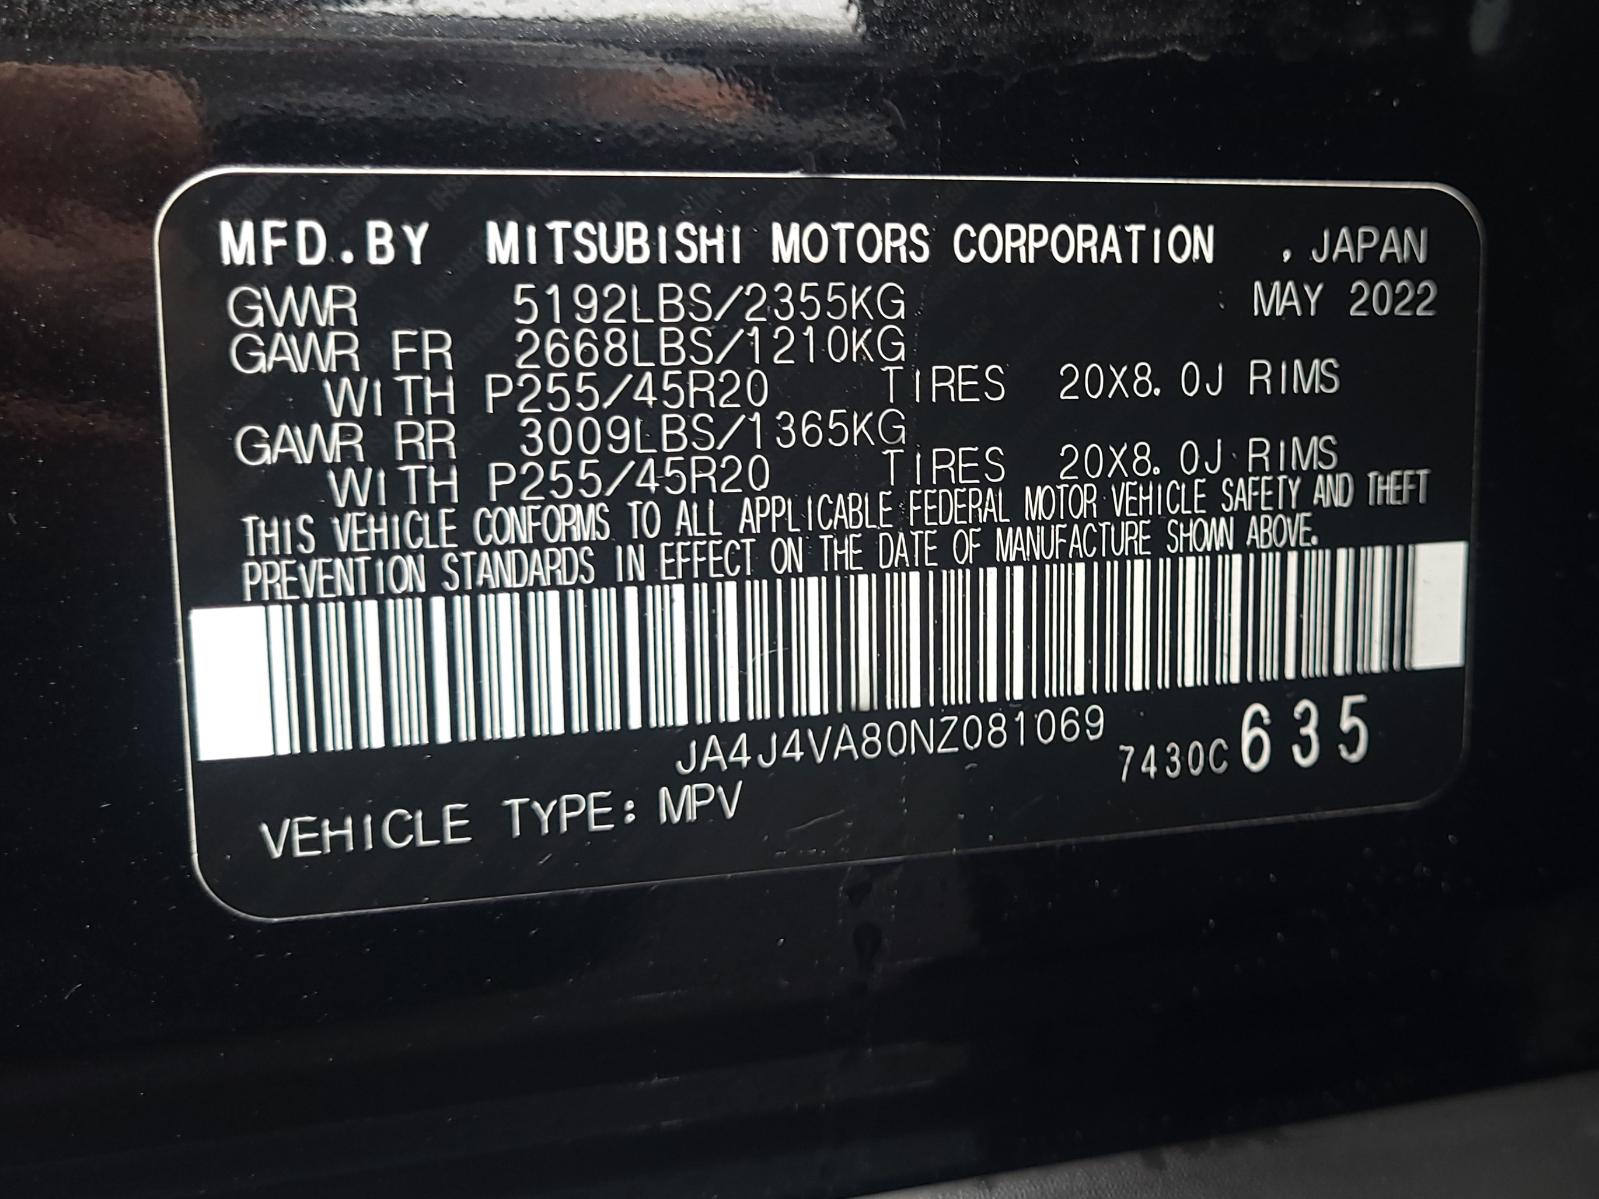 MFD.BY MITSUBISHI MOTORS CORPORATION , JAPAN
GVWR 5192LBS/2355KG MAY 2022
GAWR FR 2668LBS/1210KG
WITH P255/45R20 TIRES 20X8.0J RIMS
GAWR RR 3009LBS/1365KG
WITH P255/45R20 TIRES 20X8.0J RIMS
THIS VEHICLE CONFORMS TO ALL APPLICABLE FEDERAL MOTOR VEHICLE SAFETY AND THEFT
PREVENTION STANDARDS IN EFFECT ON THE DATE OF MANUFACTURE SHOWN ABOVE.
JA4J4VA80NZ081069
7430C 635
VEHICLE TYPE: MPV